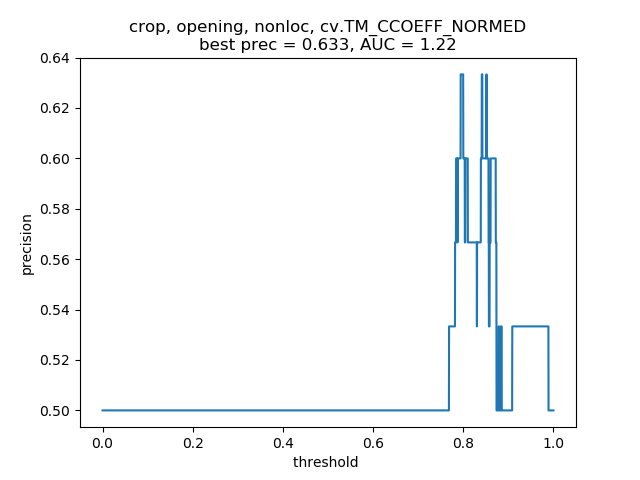 crop, opening, nonloc, cv.TM_CCOEFF_NORMED
best prec = 0.633, AUC = 1.22
0.64
0.62
0.60
0.58
0.56
0.54
0.52
0.50
precision
0.0 0.2 0.4 0.6 0.8 1.0
threshold